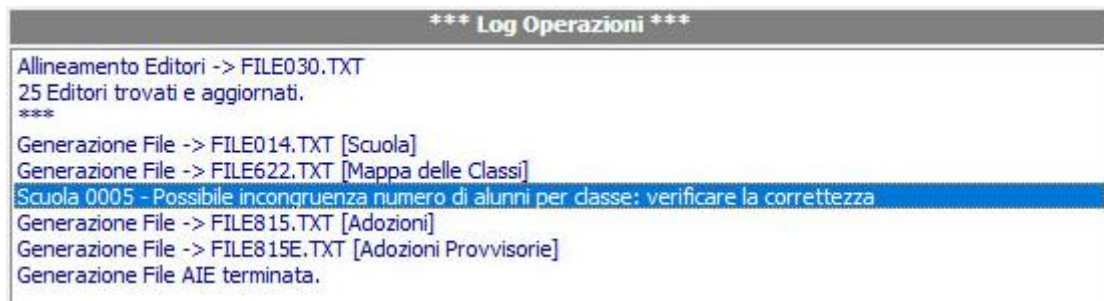 *** Log Operazioni ***
Allineamento Editori -> FILE030.TXT
25 Editori trovati e aggiornati.
***
Generazione File -> FILE014.TXT [Scuola]
Generazione File -> FILE622.TXT [Mappa delle Classi]
Scuola 0005 - Possibile incongruenza numero di alunni per classe: verificare la correttezza
Generazione File -> FILE815.TXT [Adozioni]
Generazione File -> FILE815E.TXT [Adozioni Provvisorie]
Generazione File AIE terminata.